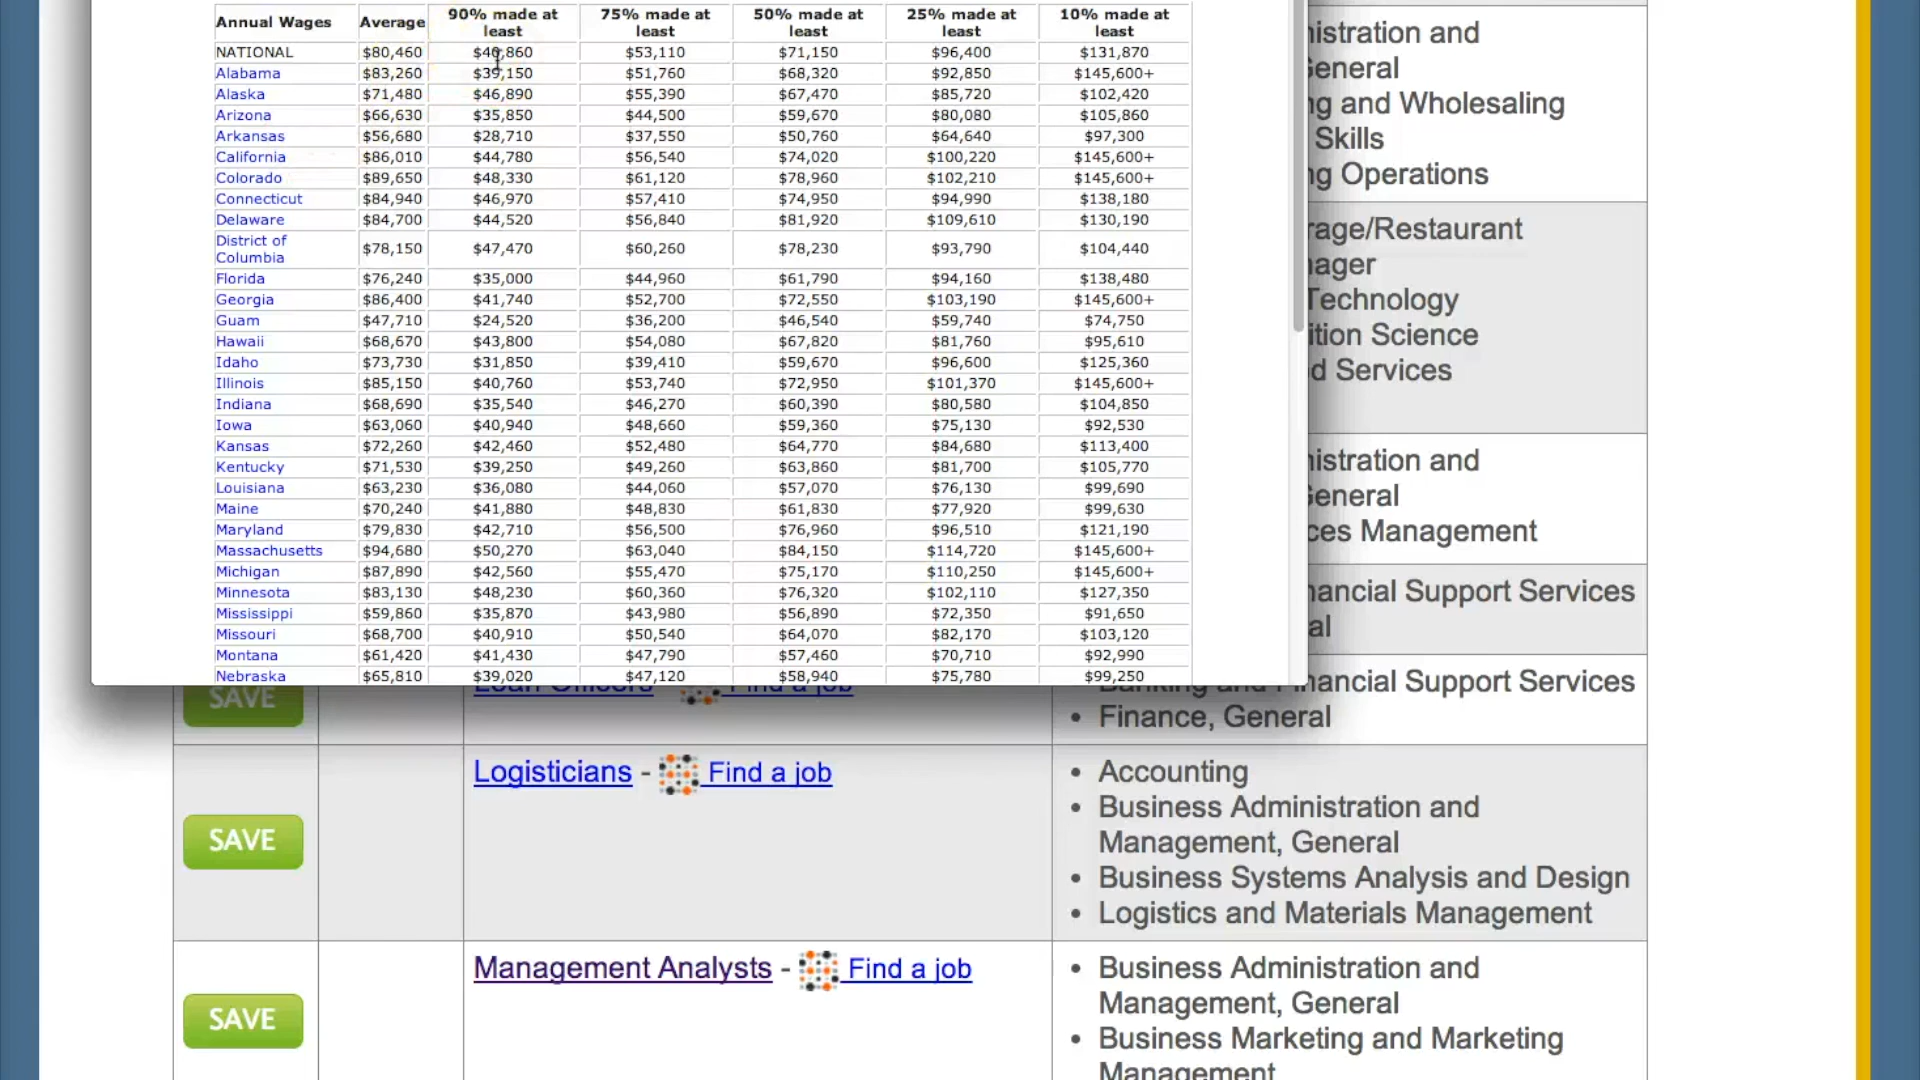 Annual Wages Average 90% made at least 75% made at least 50% made at least 25% made at least 10% made at least
NATIONAL $80,460 $40,860 $53,110 $71,150 $96,400 $131,870
Alabama $83,260 $39,150 $51,760 $68,320 $92,850 $145,600+
Alaska $71,480 $46,890 $55,390 $67,470 $85,720 $102,420
Arizona $66,630 $35,850 $44,500 $59,670 $80,080 $105,860
Arkansas $56,680 $28,710 $37,550 $50,760 $64,640 $97,300
California $86,010 $44,780 $56,540 $74,020 $100,220 $145,600+
Colorado $89,650 $48,330 $61,120 $78,960 $102,210 $145,600+
Connecticut $84,940 $46,970 $57,410 $74,950 $94,990 $138,180
Delaware $84,700 $44,520 $56,840 $81,920 $109,610 $130,190
District of Columbia $78,150 $47,470 $60,260 $78,230 $93,790 $104,440
Florida $76,240 $35,000 $44,960 $61,790 $94,160 $138,480
Georgia $86,400 $41,740 $52,700 $72,550 $103,190 $145,600+
Guam $47,710 $24,520 $36,200 $46,540 $59,740 $74,750
Hawaii $68,670 $43,800 $54,080 $67,820 $81,760 $95,610
Idaho $73,730 $31,850 $39,410 $59,670 $96,600 $125,360
Illinois $85,150 $40,760 $53,740 $72,950 $101,370 $145,600+
Indiana $68,690 $35,540 $46,270 $60,390 $80,580 $104,850
Iowa $63,060 $40,940 $48,660 $59,360 $75,130 $92,530
Kansas $72,260 $42,460 $52,480 $64,770 $84,680 $113,400
Kentucky $71,530 $39,250 $49,260 $63,860 $81,700 $105,770
Louisiana $63,230 $36,080 $44,060 $57,070 $76,130 $99,690
Maine $70,240 $41,880 $48,830 $61,830 $77,920 $99,630
Maryland $79,830 $42,710 $56,500 $76,960 $96,510 $121,190
Massachusetts $94,680 $50,270 $63,040 $84,150 $114,720 $145,600+
Michigan $87,890 $42,560 $55,470 $75,170 $110,250 $145,600+
Minnesota $83,130 $48,230 $60,360 $76,320 $102,110 $127,350
Mississippi $59,860 $35,870 $43,980 $56,890 $72,350 $91,650
Missouri $68,700 $40,910 $50,540 $64,070 $82,170 $103,120
Montana $61,420 $41,430 $47,790 $57,460 $70,710 $92,990
Nebraska $65,810 $39,020 $47,120 $58,940 $75,780 $99,250
nistration and
General
ng and Wholesaling
Skills
ng Operations
rage/Restaurant
nager
Technology
ition Science
d Services
nistration and
General
ces Management
nancial Support Services
al
SAVE
Loan Officers Find a job
Banking and Financial Support Services
• Finance, General
SAVE
Logisticians - Find a job
• Accounting
• Business Administration and
Management, General
• Business Systems Analysis and Design
• Logistics and Materials Management
SAVE
Management Analysts - Find a job
• Business Administration and
Management, General
• Business Marketing and Marketing
Management